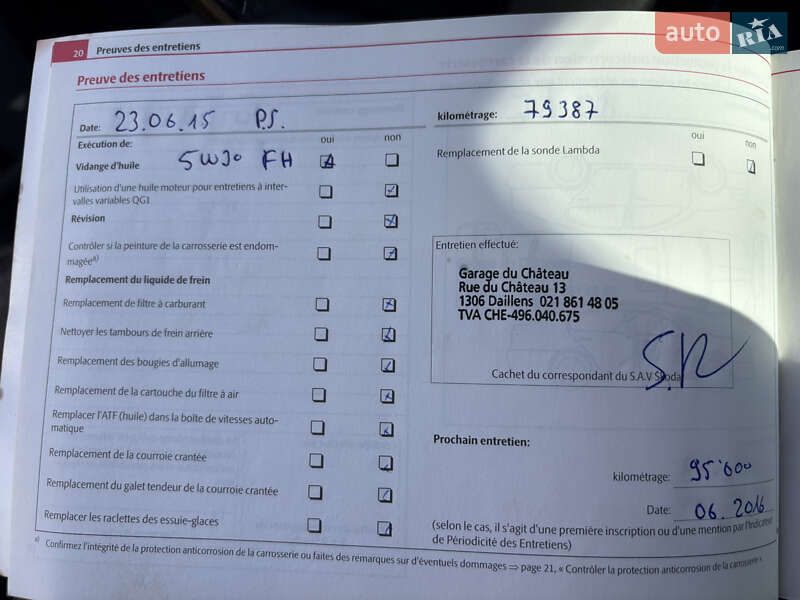 20 Preuves des entretiens
auto RIA.com
Preuve des entretiens
Date: 23.06.15 P.S.
kilométrage: 79387
Exécution de: oui non
oui non
Vidange d'huile 5W30 FH
Remplacement de la sonde Lambda
Utilisation d'une huile moteur pour entretiens à inter-
valles variables QG1
Révision
Contrôler si la peinture de la carrosserie est endom-
magéeᵃ⁾
Remplacement du liquide de frein
Remplacement de filtre à carburant
Nettoyer les tambours de frein arrière
Remplacement des bougies d'allumage
Remplacement de la cartouche du filtre à air
Remplacer l'ATF (huile) dans la boîte de vitesses auto-
matique
Remplacement de la courroie crantée
Remplacement du galet tendeur de la courroie crantée
Remplacer les raclettes des essuie-glaces
Entretien effectué:
Garage du Château
Rue du Château 13
1306 Daillens 021 861 48 05
TVA CHE-496.040.675
Cachet du correspondant du S.A.V Skoda
Prochain entretien:
kilométrage: 95'000
Date: 06.2016
(selon le cas, il s'agit d'une première inscription ou d'une mention par l'Indicateur
de Périodicité des Entretiens)
ᵃ⁾ Confirmez l'intégrité de la protection anticorrosion de la carrosserie ou faites des remarques sur d'éventuels dommages ⇒ page 21, « Contrôler la protection anticorrosion de la carrosserie ».